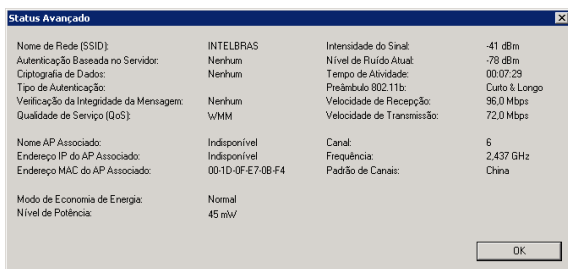 Status Avançado
Nome de Rede (SSID): INTELBRAS Intensidade do Sinal: -41 dBm
Autenticação Baseada no Servidor: Nenhum Nível de Ruído Atual: -78 dBm
Criptografia de Dados: Nenhum Tempo de Atividade: 00:07:29
Tipo de Autenticação: Preâmbulo 802.11b: Curto & Longo
Verificação da Integridade da Mensagem: Nenhum Velocidade de Recepção: 96,0 Mbps
Qualidade de Serviço (QoS): WMM Velocidade de Transmissão: 72,0 Mbps
Nome AP Associado: Indisponível Canal: 6
Endereço IP do AP Associado: Indisponível Frequência: 2,437 GHz
Endereço MAC do AP Associado: 00-1D-0F-E7-0B-F4 Padrão de Canais: China
Modo de Economia de Energia: Normal
Nível de Potência: 45 mW
OK